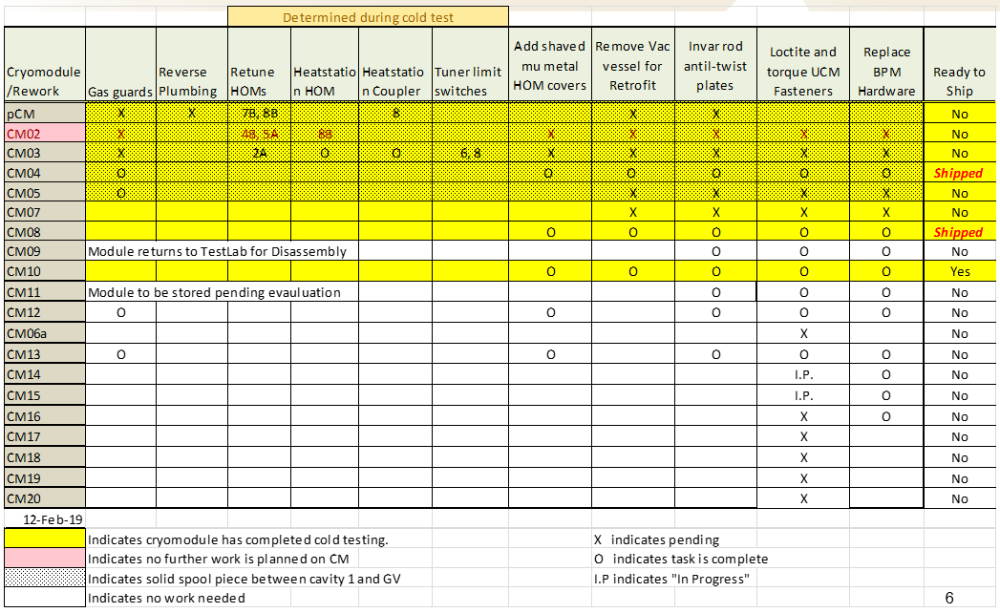 Determined during cold test
Cryomodule /Rework Gas guards Reverse Plumbing Retune HOMs Heatstatio n HOM Heatstatio n Coupler Tuner limit switches Add shaved mu metal HOM covers Remove Vac vessel for Retrofit Invar rod antil-twist plates Loctite and torque UCM Fasteners Replace BPM Hardware Ready to Ship
pCM X X 7B, 8B 8 X X No
CM02 X 4B, 5A 8B X X X X X No
CM03 X 2A O O 6, 8 X X X X X No
CM04 O O O O O O Shipped
CM05 O X X X X No
CM07 X X X X No
CM08 O O O O O Shipped
CM09 Module returns to TestLab for Disassembly O O O No
CM10 O O O O O Yes
CM11 Module to be stored pending evauluation O O O No
CM12 O O O O O No
CM06a X No
CM13 O O O O O No
CM14 I.P. O No
CM15 I.P. O No
CM16 X O No
CM17 X No
CM18 X No
CM19 X No
CM20 X No
12-Feb-19
Indicates cryomodule has completed cold testing. X indicates pending
Indicates no further work is planned on CM O indicates task is complete
Indicates solid spool piece between cavity 1 and GV I.P indicates "In Progress"
Indicates no work needed 6